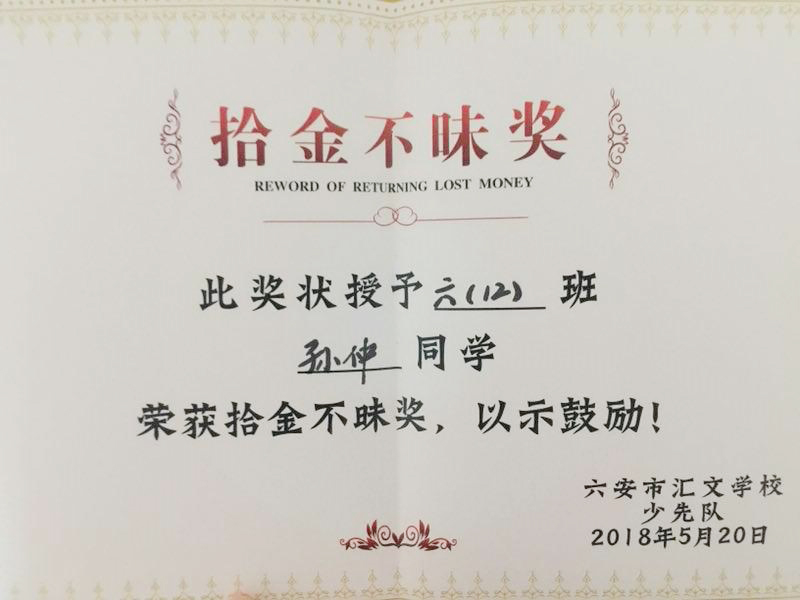 拾金不昧奖
REWORD OF RETURNING LOST MONEY
此奖状授予 六(12) 班
孙仲 同学
荣获拾金不昧奖，以示鼓励！
六安市汇文学校
少先队
2018年5月20日